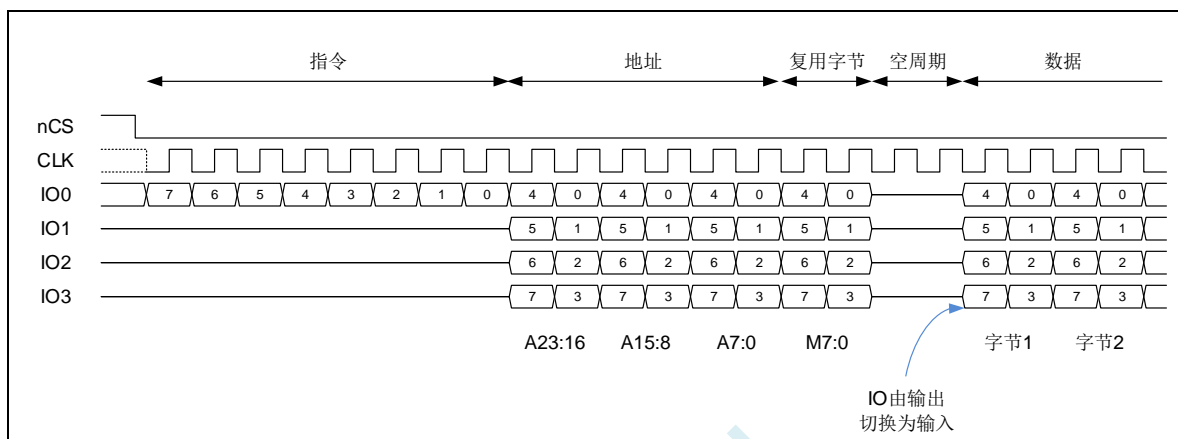 指令 地址 复用字节 空周期 数据
nCS
CLK
IO0 7 6 5 4 3 2 1 0 4 0 4 0 4 0 4 0 4 0 4 0
IO1 5 1 5 1 5 1 5 1 5 1 5 1
IO2 6 2 6 2 6 2 6 2 6 2 6 2
IO3 7 3 7 3 7 3 7 3 7 3 7 3
A23:16 A15:8 A7:0 M7:0 字节1 字节2
IO由输出
切换为输入